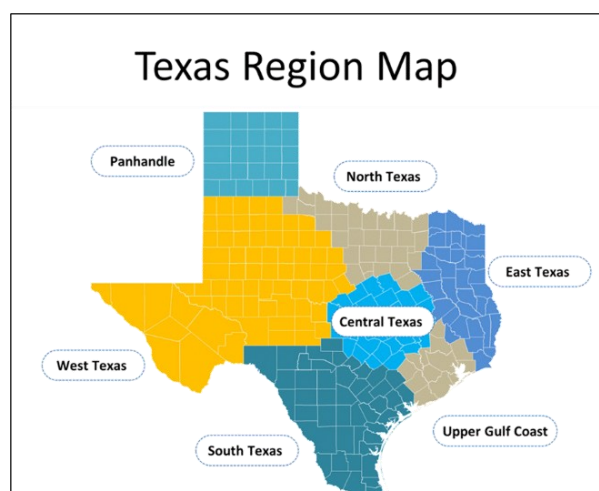 Texas Region Map
Panhandle
North Texas
East Texas
Central Texas
West Texas
Upper Gulf Coast
South Texas